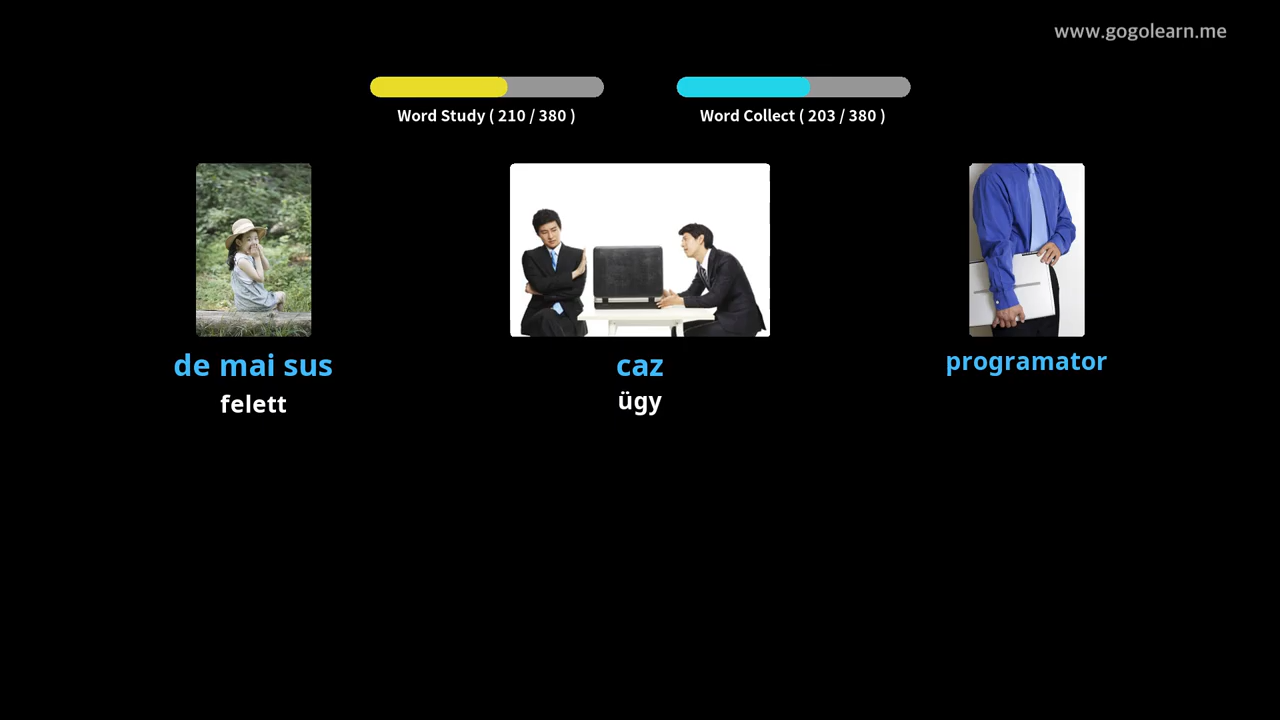 www.gogolearn.me
Word Study ( 210 / 380 )
Word Collect ( 203 / 380 )
de mai sus
felett
caz
ügy
programator